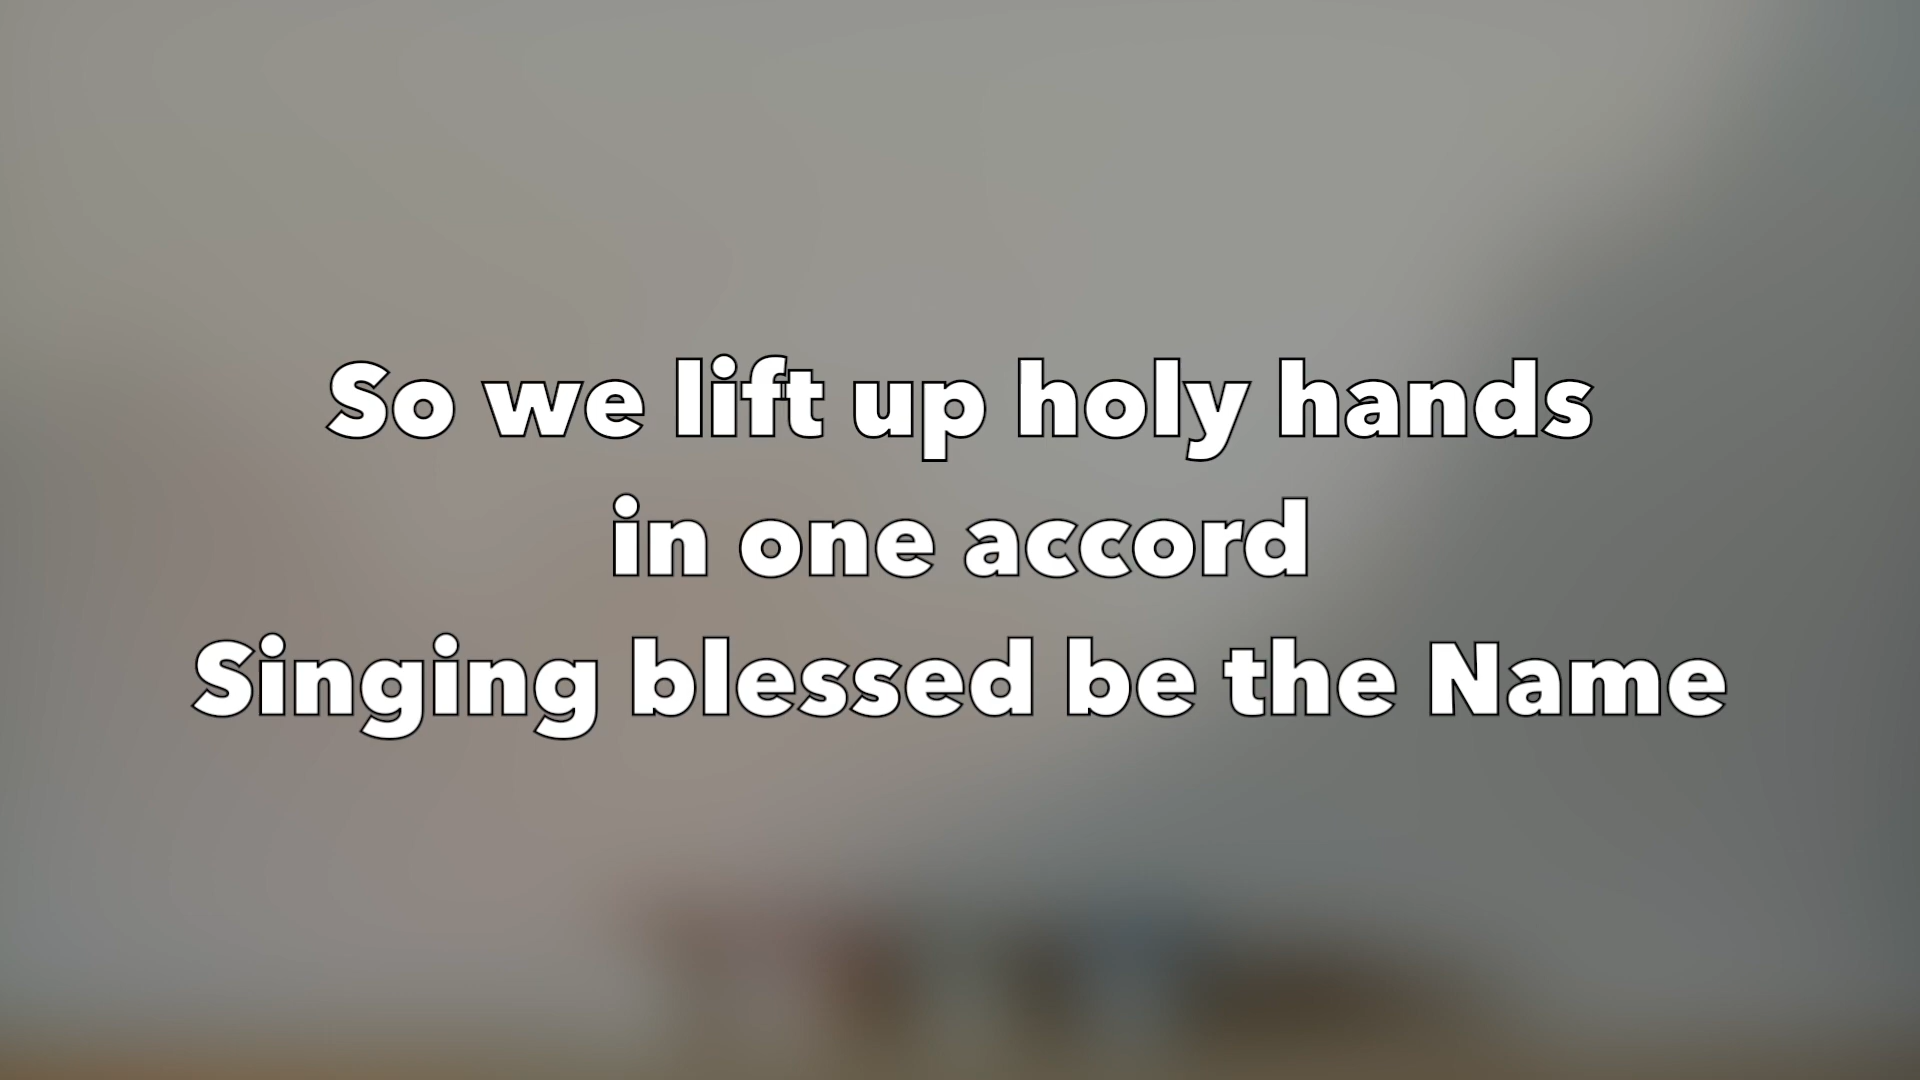 So we lift up holy hands
in one accord
Singing blessed be the Name